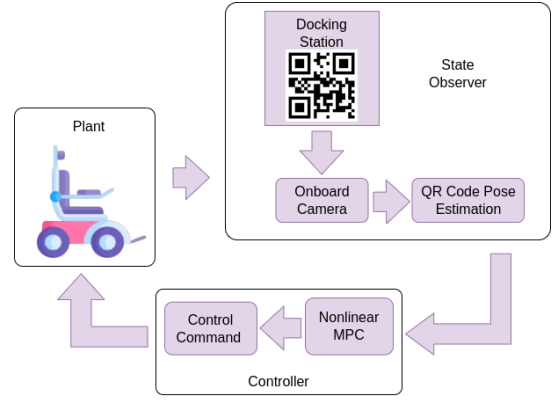 Docking
Station
State
Observer
Plant
Onboard
Camera
QR Code Pose
Estimation
Control
Command
Nonlinear
MPC
Controller